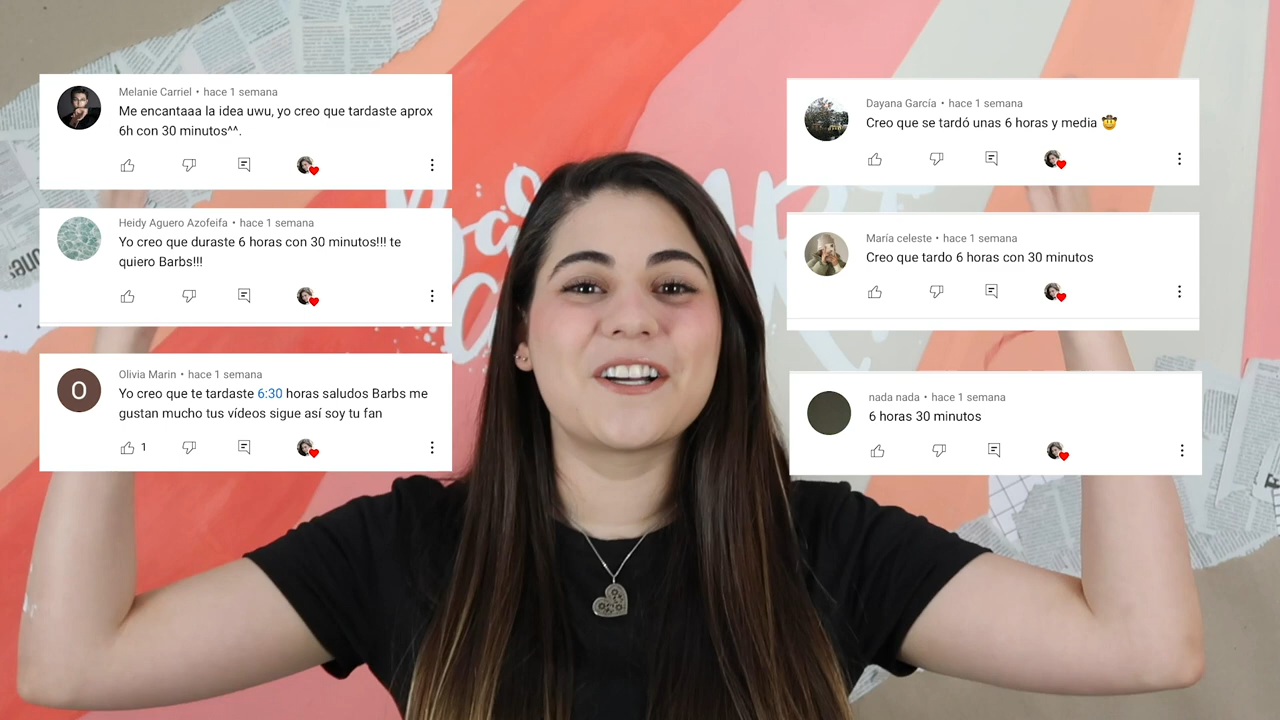 Melanie Carriel • hace 1 semana
Me encantaaa la idea uwu, yo creo que tardaste aprox
6h con 30 minutos^^.
Heidy Aguero Azofeifa • hace 1 semana
Yo creo que duraste 6 horas con 30 minutos!!! te
quiero Barbs!!!
Olivia Marin • hace 1 semana
O
Yo creo que te tardaste 6:30 horas saludos Barbs me
gustan mucho tus vídeos sigue así soy tu fan
1
Dayana García • hace 1 semana
Creo que se tardó unas 6 horas y media 🤠
María celeste • hace 1 semana
Creo que tardo 6 horas con 30 minutos
nada nada • hace 1 semana
6 horas 30 minutos